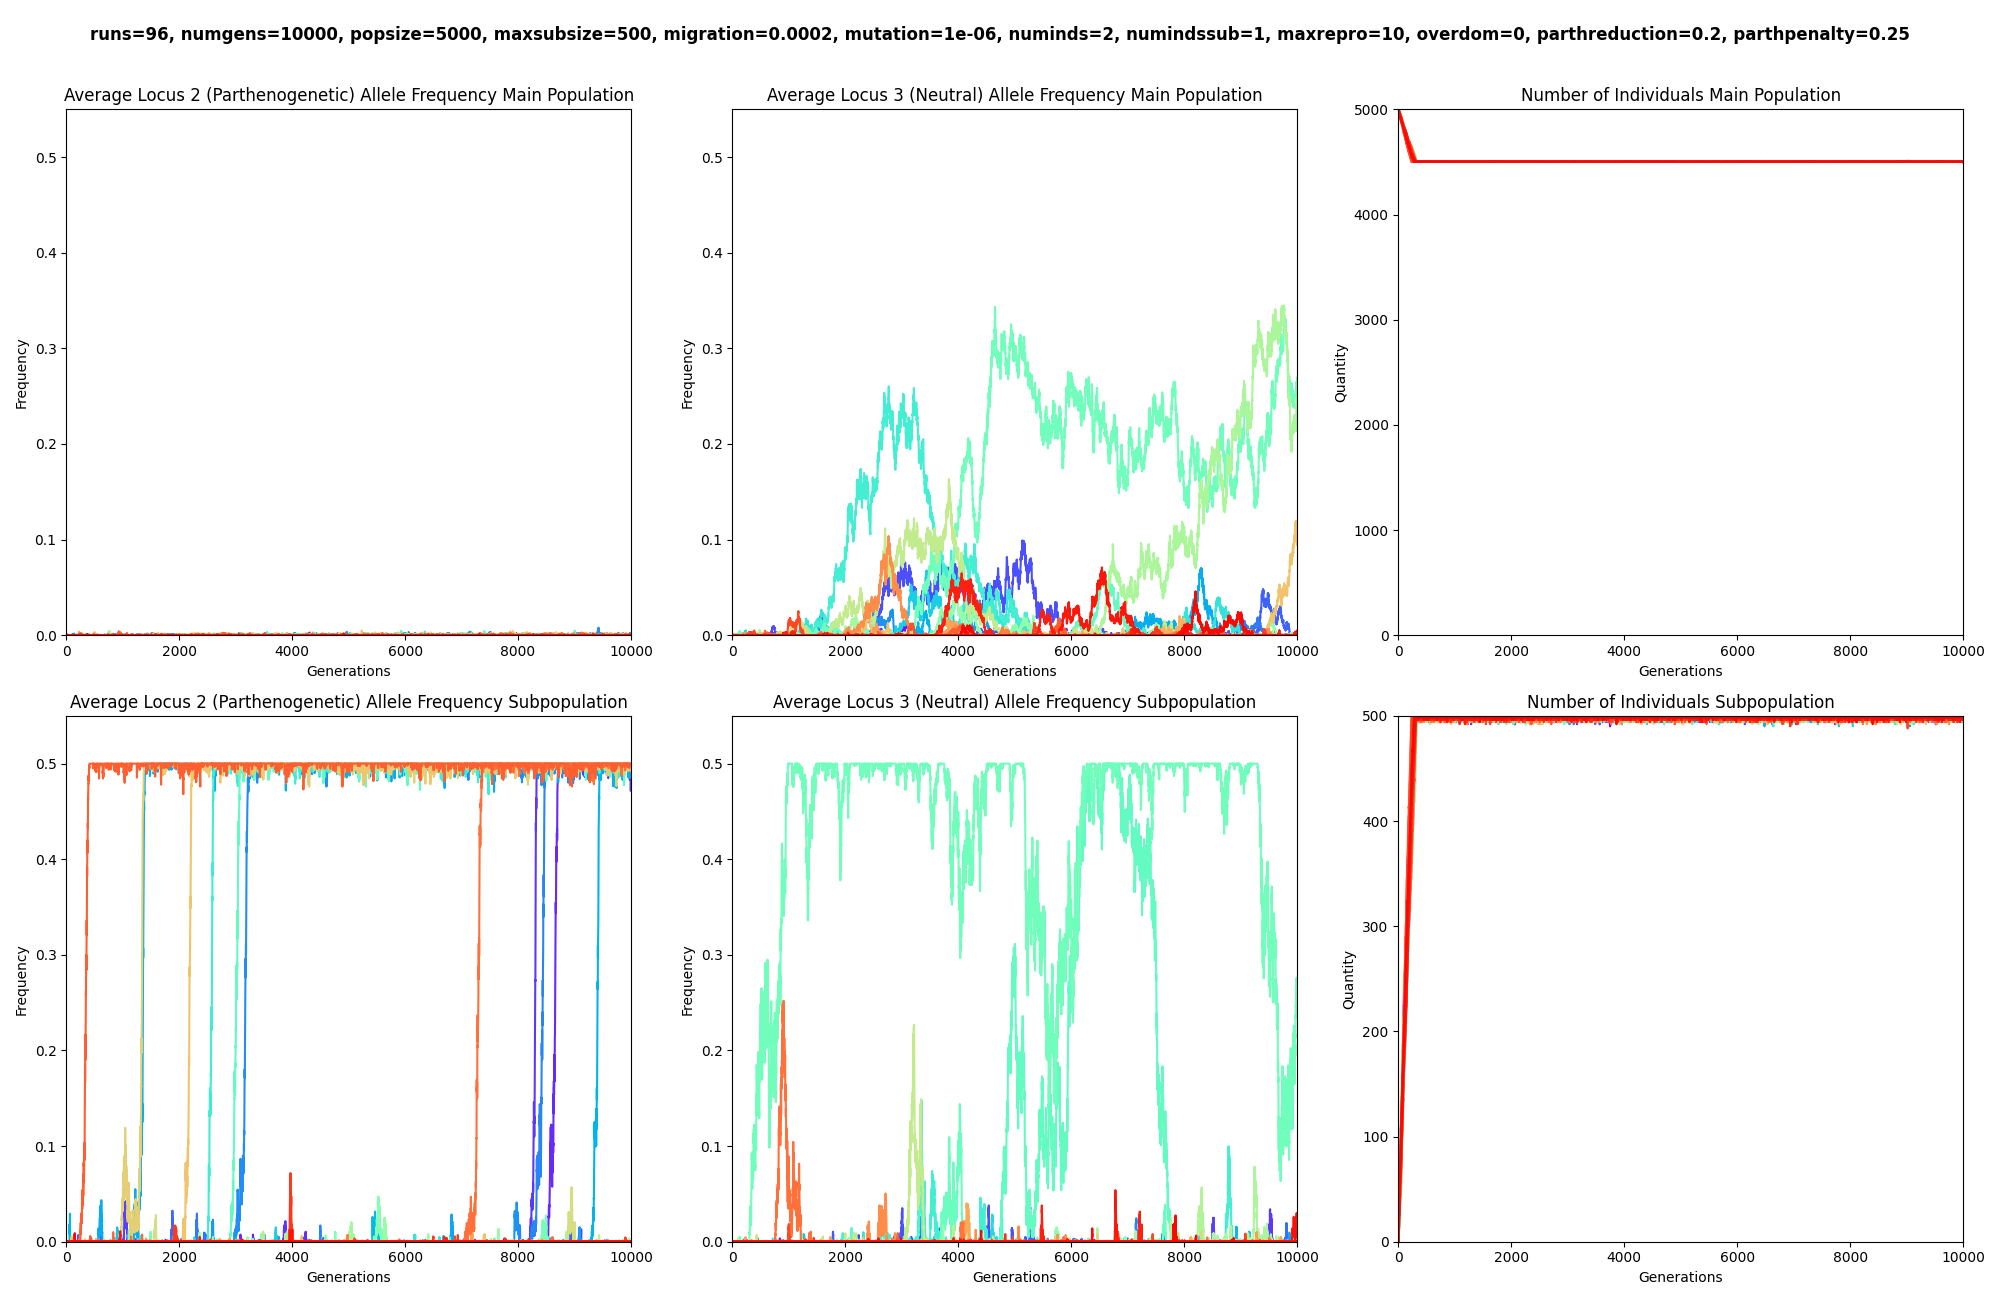 runs=96, numgens=10000, popsize=5000, maxsubsize=500, migration=0.0002, mutation=1e-06, numinds=2, numindssub=1, maxrepro=10, overdom=0, parthreduction=0.2, parthpenalty=0.25
Average Locus 2 (Parthenogenetic) Allele Frequency Main Population
Frequency
0.5
0.4
0.3
0.2
0.1
0.0
0 2000 4000 6000 8000 10000
Generations
Average Locus 3 (Neutral) Allele Frequency Main Population
Frequency
0.5
0.4
0.3
0.2
0.1
0.0
0 2000 4000 6000 8000 10000
Generations
Number of Individuals Main Population
Quantity
5000
4000
3000
2000
1000
0
0 2000 4000 6000 8000 10000
Generations
Average Locus 2 (Parthenogenetic) Allele Frequency Subpopulation
Frequency
0.5
0.4
0.3
0.2
0.1
0.0
0 2000 4000 6000 8000 10000
Generations
Average Locus 3 (Neutral) Allele Frequency Subpopulation
Frequency
0.5
0.4
0.3
0.2
0.1
0.0
0 2000 4000 6000 8000 10000
Generations
Number of Individuals Subpopulation
Quantity
500
400
300
200
100
0
0 2000 4000 6000 8000 10000
Generations